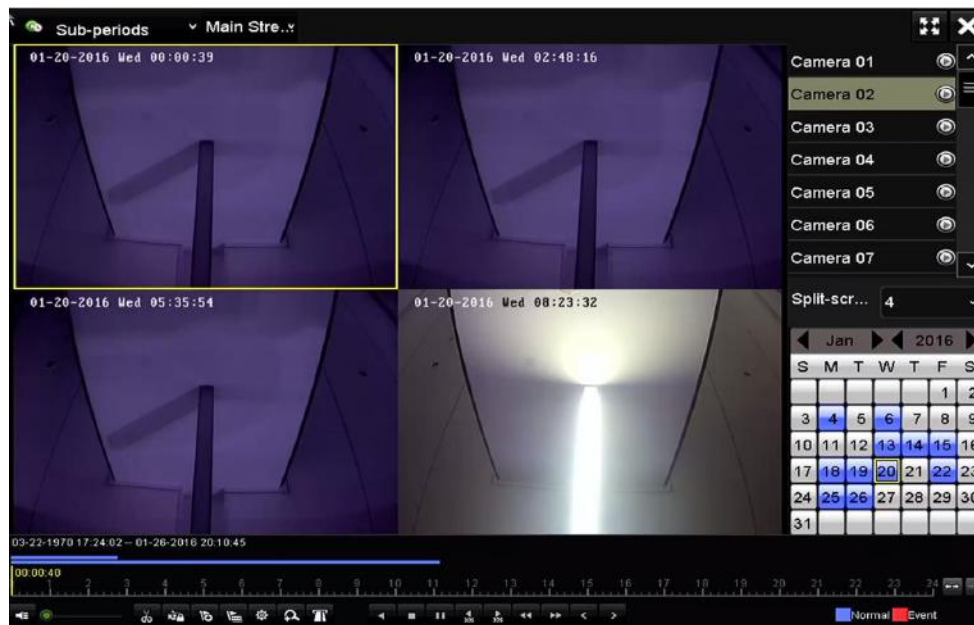 Sub-periods Main Stre...
01-20-2016 Wed 00:00:39
01-20-2016 Wed 02:48:16
01-20-2016 Wed 05:35:54
01-20-2016 Wed 08:23:32
Camera 01
Camera 02
Camera 03
Camera 04
Camera 05
Camera 06
Camera 07
Split-scr... 4
Jan 2016
S M T W T F S
1 2
3 4 5 6 7 8 9
10 11 12 13 14 15 16
17 18 19 20 21 22 23
24 25 26 27 28 29 30
31
03-22-1970 17:24:02 -- 01-26-2016 20:10:45
00:00:40
1 2 3 4 5 6 7 8 9 10 11 12 13 14 15 16 17 18 19 20 21 22 23 24
30S 30S
Normal Event